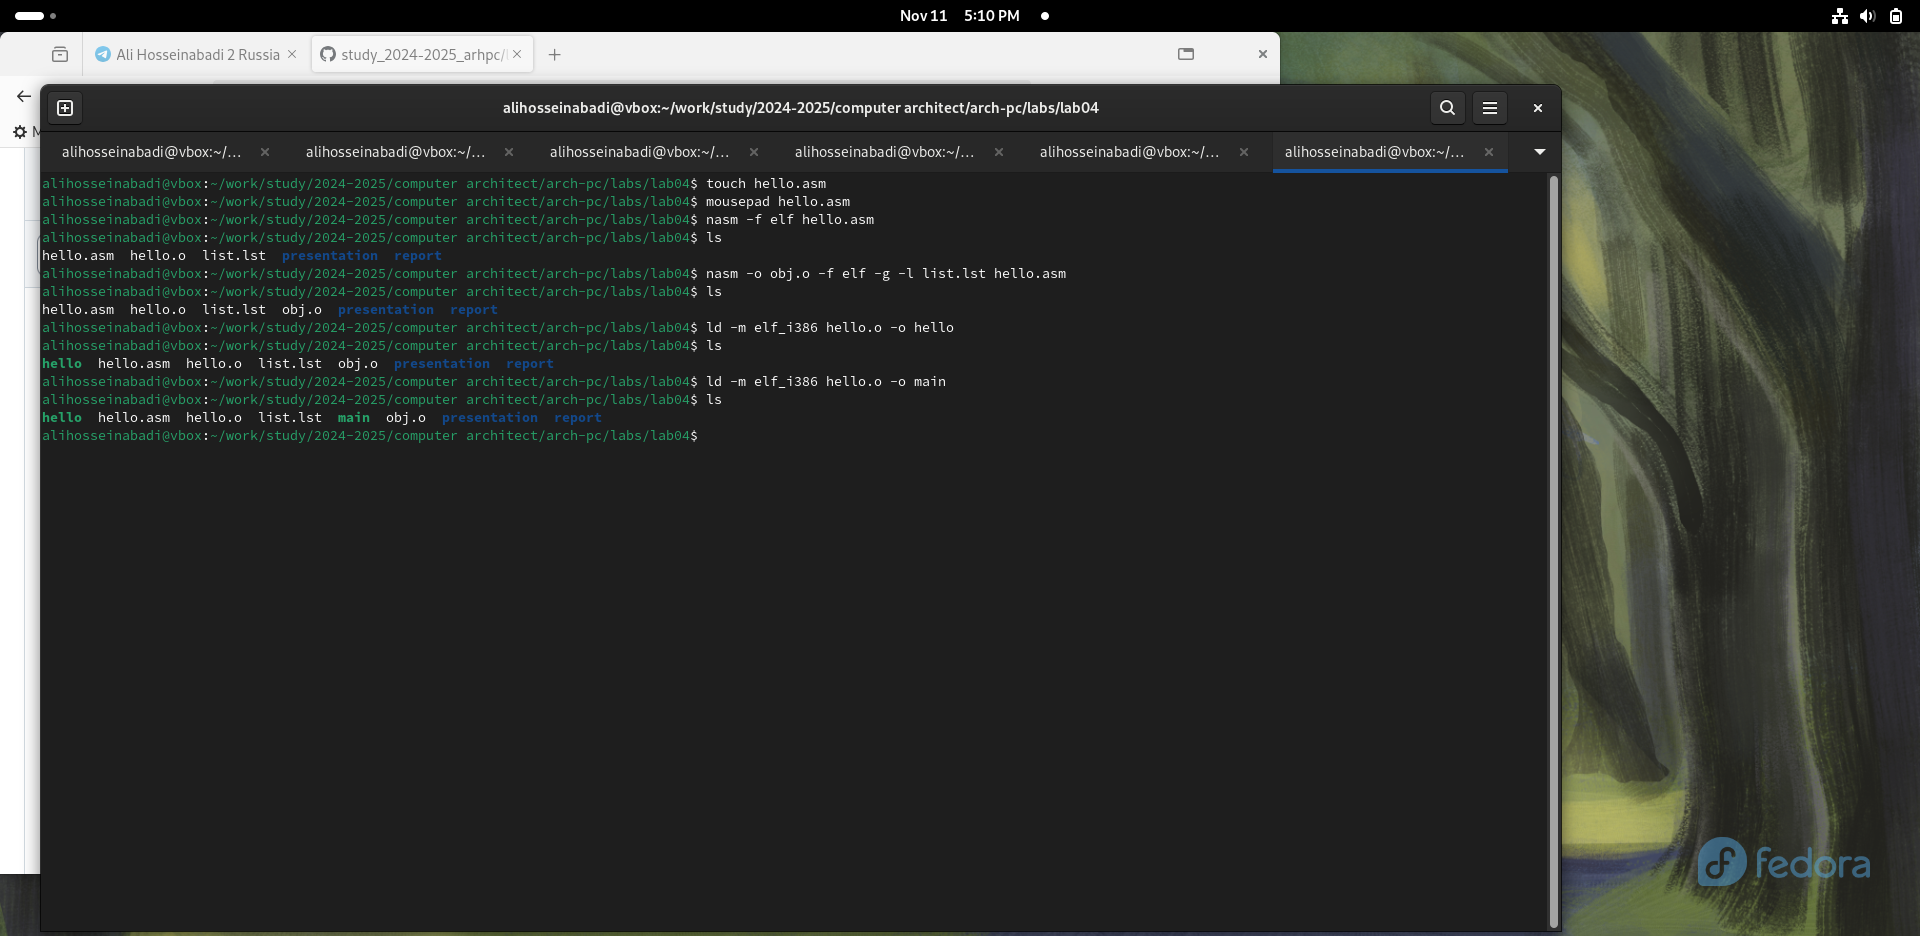 Nov 11 5:10 PM
Ali Hosseinabadi 2 Russia
study_2024-2025_arhpc/
alihosseinabadi@vbox:~/work/study/2024-2025/computer architect/arch-pc/labs/lab04
M
alihosseinabadi@vbox:~/... alihosseinabadi@vbox:~/... alihosseinabadi@vbox:~/... alihosseinabadi@vbox:~/... alihosseinabadi@vbox:~/... alihosseinabadi@vbox:~/...
alihosseinabadi@vbox:~/work/study/2024-2025/computer architect/arch-pc/labs/lab04$ touch hello.asm
alihosseinabadi@vbox:~/work/study/2024-2025/computer architect/arch-pc/labs/lab04$ mousepad hello.asm
alihosseinabadi@vbox:~/work/study/2024-2025/computer architect/arch-pc/labs/lab04$ nasm -f elf hello.asm
alihosseinabadi@vbox:~/work/study/2024-2025/computer architect/arch-pc/labs/lab04$ ls
hello.asm hello.o list.lst presentation report
alihosseinabadi@vbox:~/work/study/2024-2025/computer architect/arch-pc/labs/lab04$ nasm -o obj.o -f elf -g -l list.lst hello.asm
alihosseinabadi@vbox:~/work/study/2024-2025/computer architect/arch-pc/labs/lab04$ ls
hello.asm hello.o list.lst obj.o presentation report
alihosseinabadi@vbox:~/work/study/2024-2025/computer architect/arch-pc/labs/lab04$ ld -m elf_i386 hello.o -o hello
alihosseinabadi@vbox:~/work/study/2024-2025/computer architect/arch-pc/labs/lab04$ ls
hello hello.asm hello.o list.lst obj.o presentation report
alihosseinabadi@vbox:~/work/study/2024-2025/computer architect/arch-pc/labs/lab04$ ld -m elf_i386 hello.o -o main
alihosseinabadi@vbox:~/work/study/2024-2025/computer architect/arch-pc/labs/lab04$ ls
hello hello.asm hello.o list.lst main obj.o presentation report
alihosseinabadi@vbox:~/work/study/2024-2025/computer architect/arch-pc/labs/lab04$
fedora